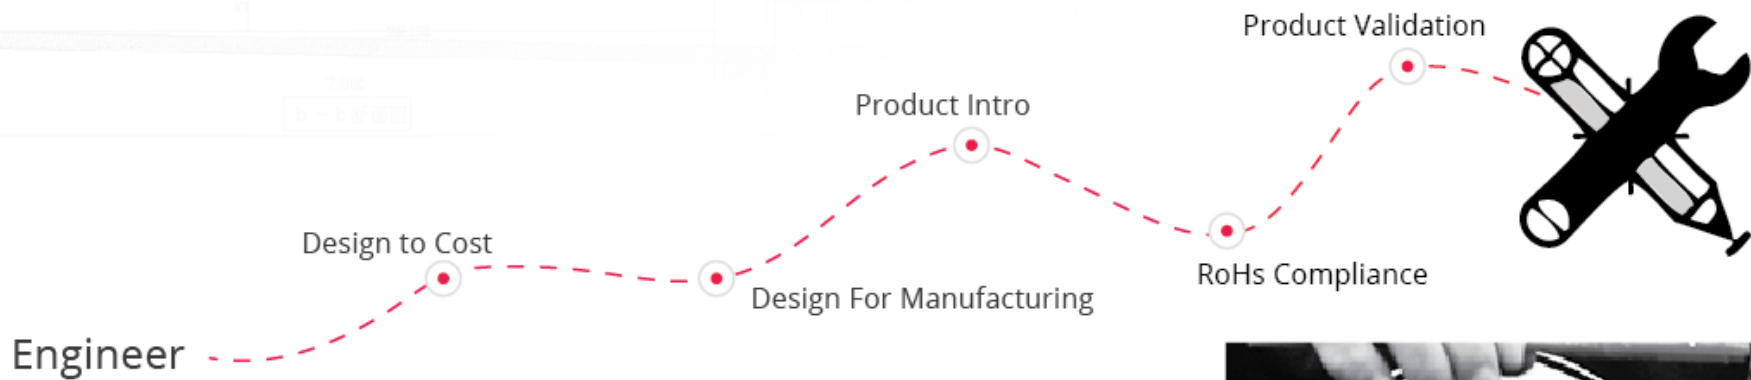 Product Validation
Product Intro
Design to Cost
RoHs Compliance
Design For Manufacturing
Engineer